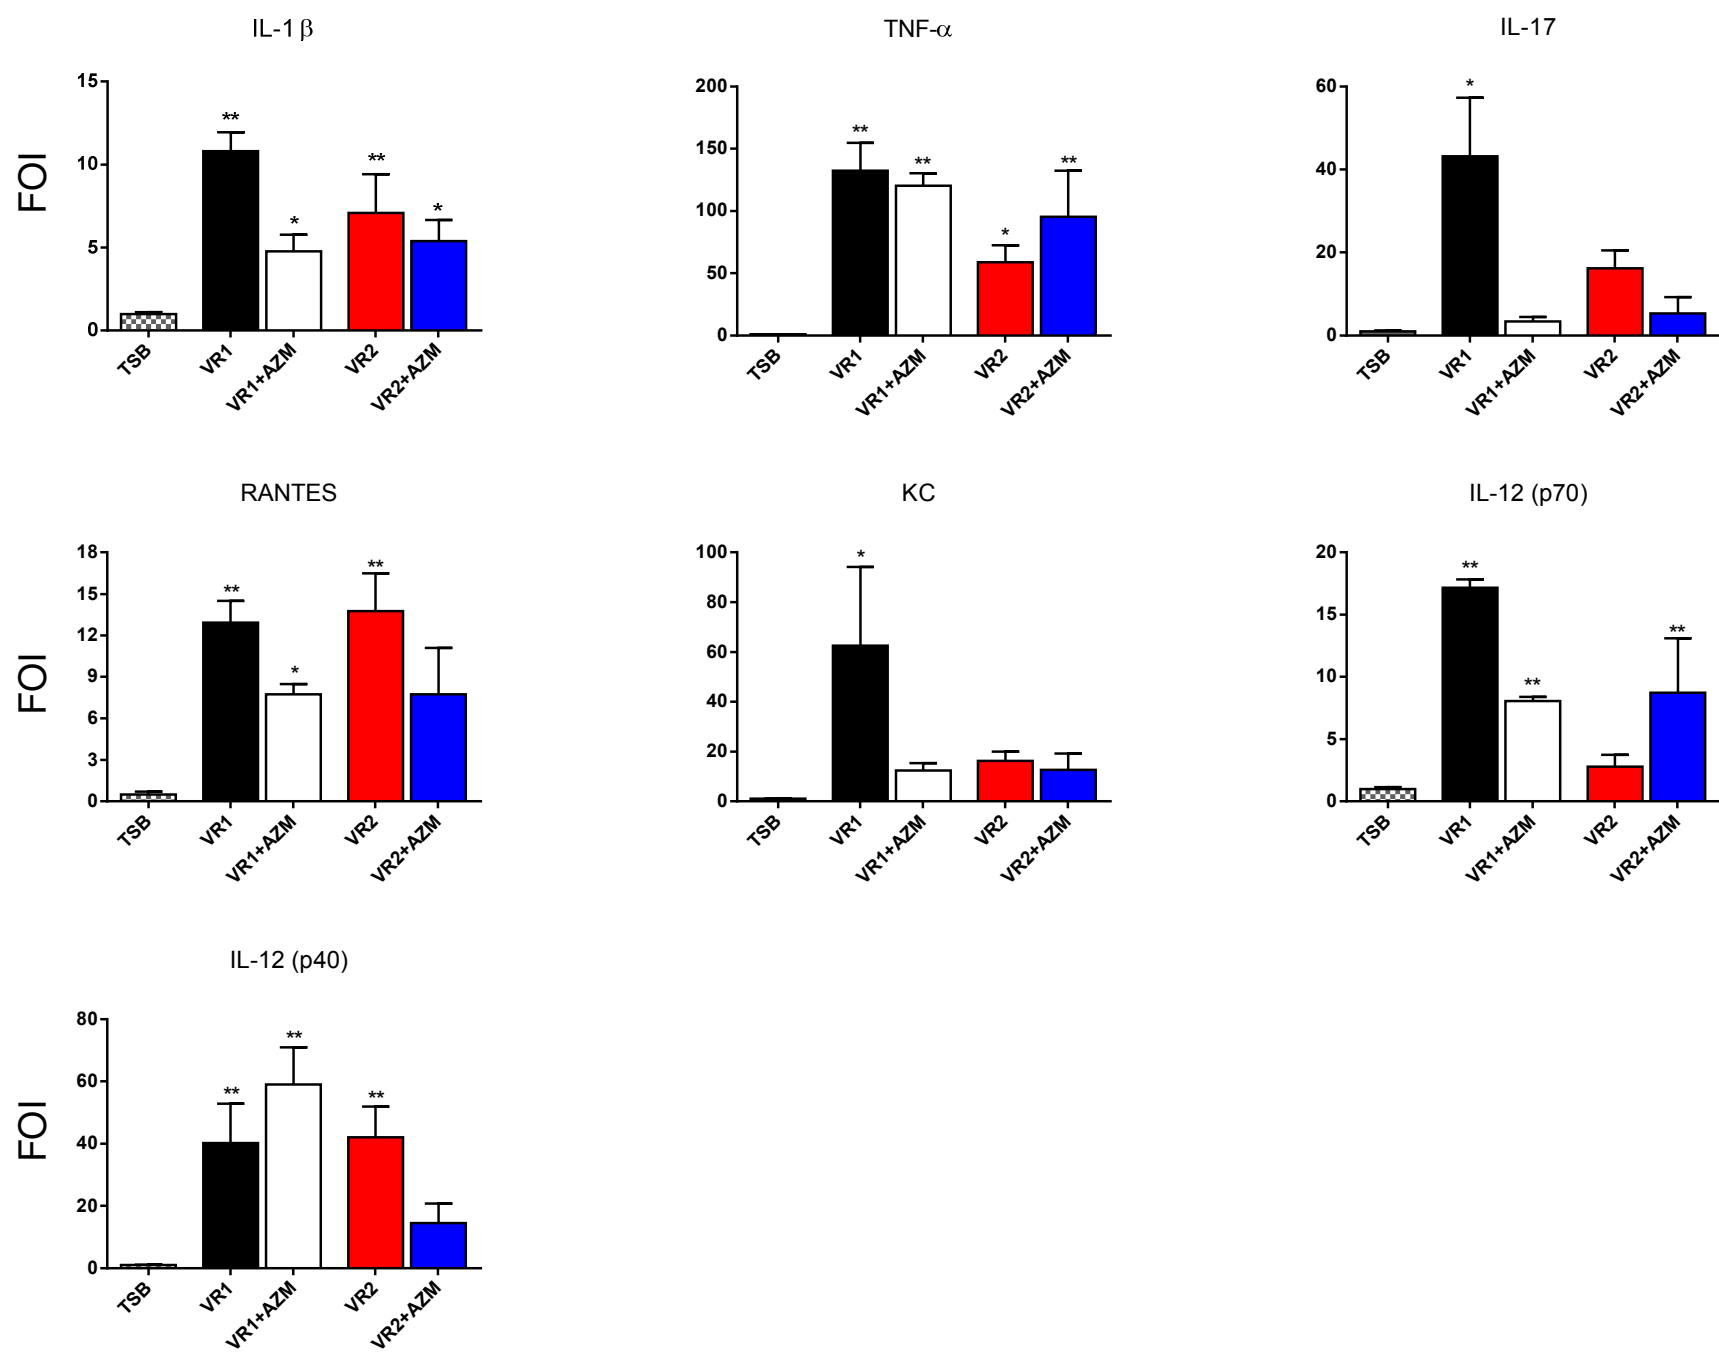 IL-1 β
FOI
15
10
5
0
**
*
**
*
TSB
VR1
VR1+AZM
VR2
VR2+AZM
TNF-α
200
150
100
50
0
**
**
*
**
TSB
VR1
VR1+AZM
VR2
VR2+AZM
IL-17
60
40
20
0
*
TSB
VR1
VR1+AZM
VR2
VR2+AZM
RANTES
FOI
18
15
12
9
6
3
0
**
*
**
TSB
VR1
VR1+AZM
VR2
VR2+AZM
KC
100
80
60
40
20
0
*
TSB
VR1
VR1+AZM
VR2
VR2+AZM
IL-12 (p70)
20
15
10
5
0
**
**
**
TSB
VR1
VR1+AZM
VR2
VR2+AZM
IL-12 (p40)
FOI
80
60
40
20
0
**
**
**
TSB
VR1
VR1+AZM
VR2
VR2+AZM